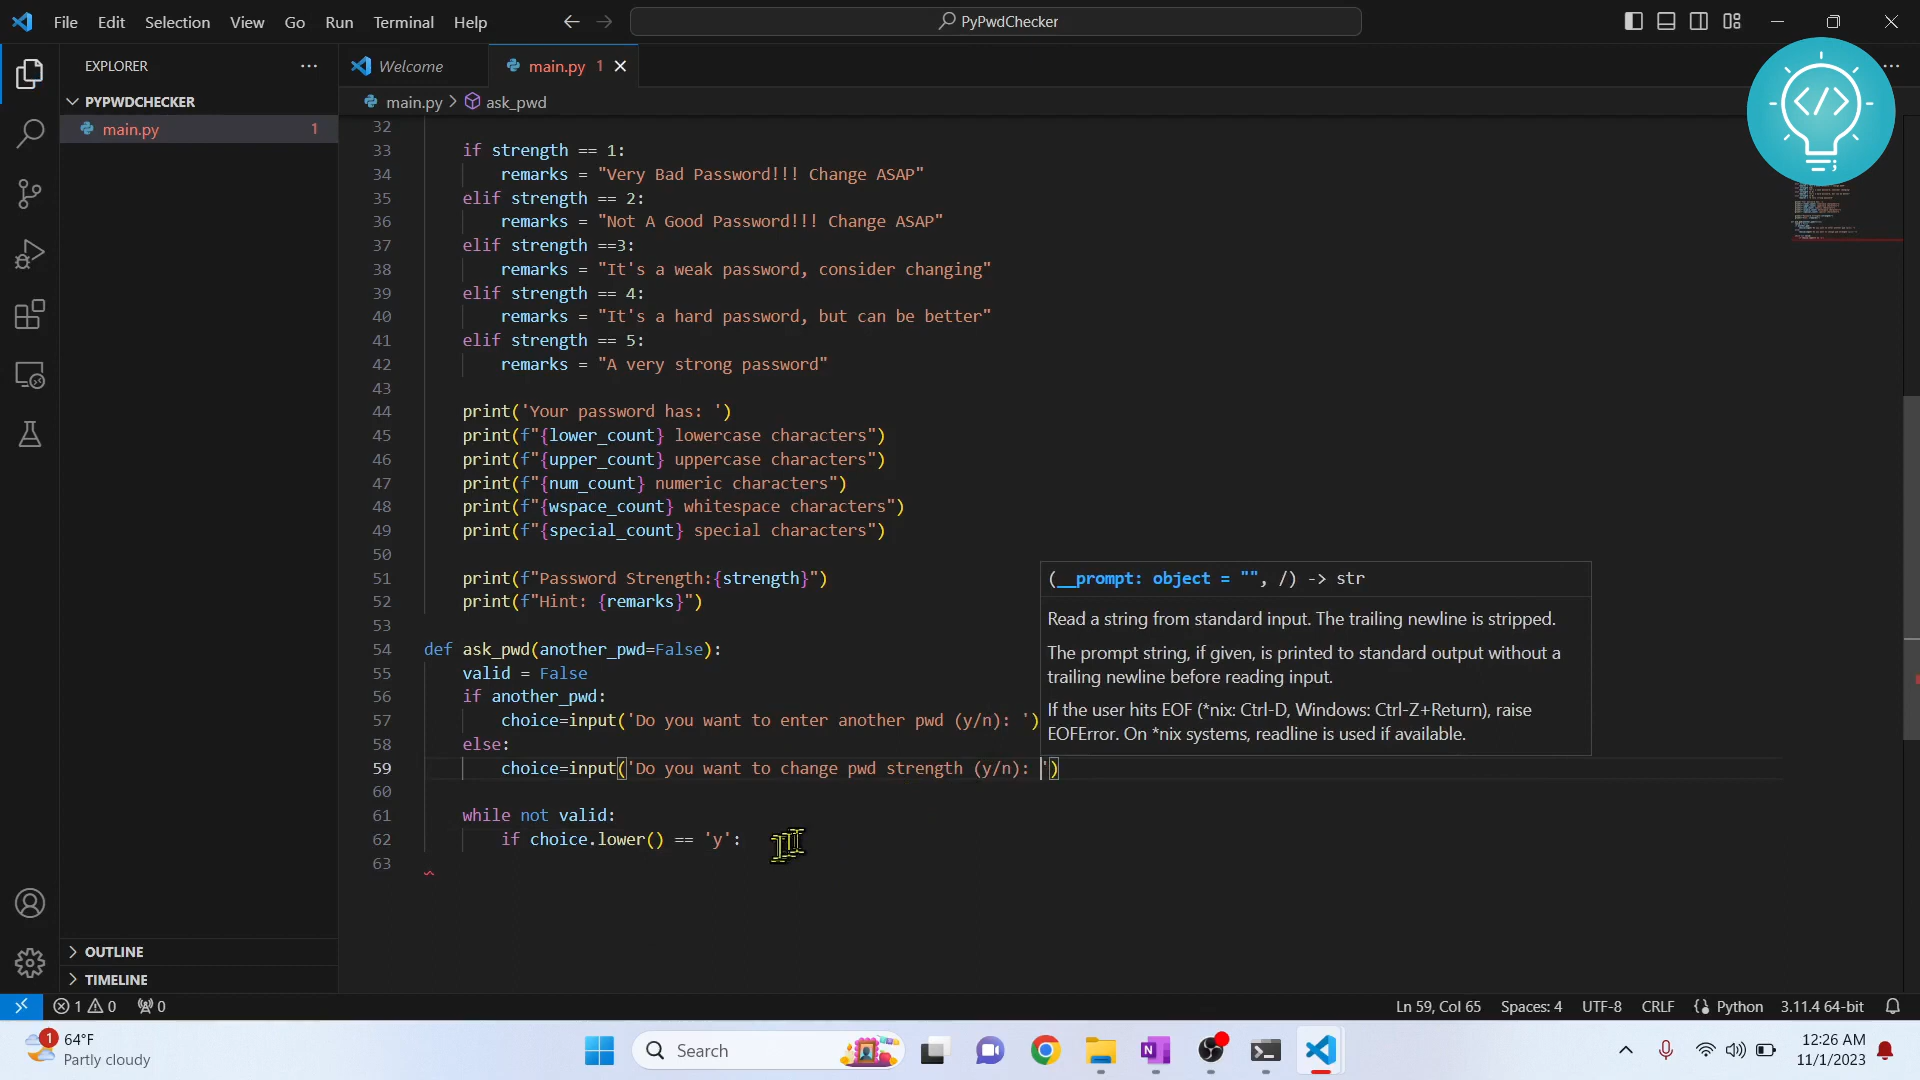 File Edit Selection View Go Run Terminal Help
PyPwdChecker
EXPLORER
Welcome
main.py 1
PYPWDCHECKER
main.py > ask_pwd
main.py 1
32
33 if strength == 1:
34 remarks = "Very Bad Password!!! Change ASAP"
35 elif strength == 2:
36 remarks = "Not A Good Password!!! Change ASAP"
37 elif strength ==3:
38 remarks = "It's a weak password, consider changing"
39 elif strength == 4:
40 remarks = "It's a hard password, but can be better"
41 elif strength == 5:
42 remarks = "A very strong password"
43
44 print('Your password has: ')
45 print(f"{lower_count} lowercase characters")
46 print(f"{upper_count} uppercase characters")
47 print(f"{num_count} numeric characters")
48 print(f"{wspace_count} whitespace characters")
49 print(f"{special_count} special characters")
50
51 print(f"Password Strength:{strength}")
52 print(f"Hint: {remarks}")
53
54 def ask_pwd(another_pwd=False):
55 valid = False
56 if another_pwd:
57 choice=input('Do you want to enter another pwd (y/n): ')
58 else:
59 choice=input('Do you want to change pwd strength (y/n): ')
60
61 while not valid:
62 if choice.lower() == 'y':
63
(__prompt: object = "", /) -> str
Read a string from standard input. The trailing newline is stripped.
The prompt string, if given, is printed to standard output without a
trailing newline before reading input.
If the user hits EOF (*nix: Ctrl-D, Windows: Ctrl-Z+Return), raise
EOFError. On *nix systems, readline is used if available.
OUTLINE
TIMELINE
1 0 0
Ln 59, Col 65 Spaces: 4 UTF-8 CRLF Python 3.11.4 64-bit
1
64°F
Partly cloudy
Search
12:26 AM
11/1/2023